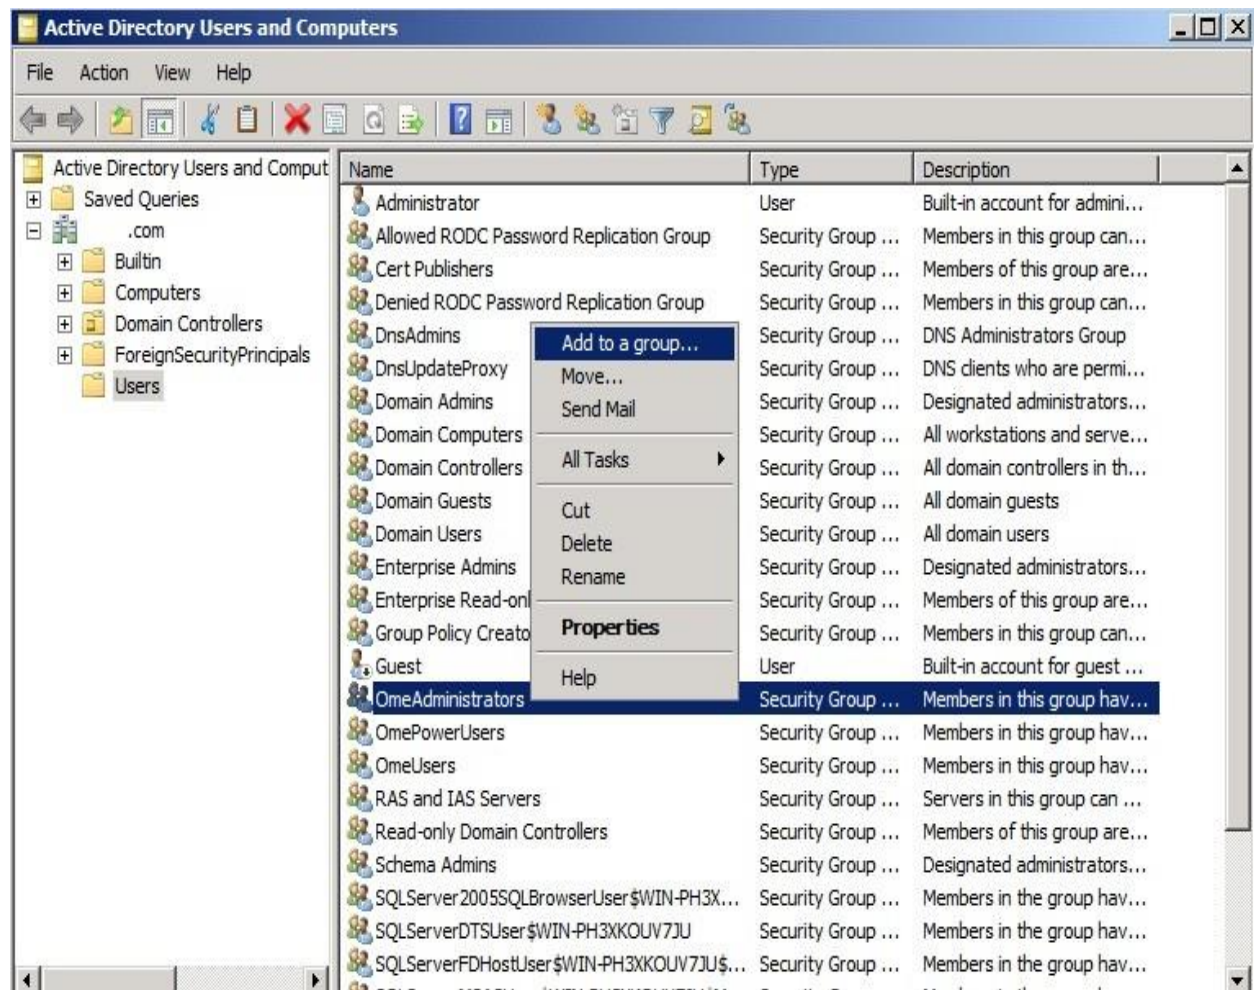 Active Directory Users and Computers
File Action View Help
Active Directory Users and Comput
Saved Queries
.com
Builtin
Computers
Domain Controllers
ForeignSecurityPrincipals
Users
Name Type Description
Administrator User Built-in account for admini...
Allowed RODC Password Replication Group Security Group ... Members in this group can...
Cert Publishers Security Group ... Members of this group are...
Denied RODC Password Replication Group Security Group ... Members in this group can...
DnsAdmins Security Group ... DNS Administrators Group
DnsUpdateProxy Security Group ... DNS clients who are permi...
Domain Admins Security Group ... Designated administrators...
Domain Computers Security Group ... All workstations and serve...
Domain Controllers Security Group ... All domain controllers in th...
Domain Guests Security Group ... All domain guests
Domain Users Security Group ... All domain users
Enterprise Admins Security Group ... Designated administrators...
Enterprise Read-onl Security Group ... Members of this group are...
Group Policy Creato Security Group ... Members in this group can...
Guest User Built-in account for guest ...
OmeAdministrators Security Group ... Members in this group hav...
OmePowerUsers Security Group ... Members in this group hav...
OmeUsers Security Group ... Members in this group hav...
RAS and IAS Servers Security Group ... Servers in this group can ...
Read-only Domain Controllers Security Group ... Members of this group are...
Schema Admins Security Group ... Designated administrators...
SQLServer2005SQLBrowserUser$WIN-PH3X... Security Group ... Members in the group hav...
SQLServerDTSUser$WIN-PH3XKOUV7JU Security Group ... Members in the group hav...
SQLServerFDHostUser$WIN-PH3XKOUV7JU$... Security Group ... Members in the group hav...
Add to a group...
Move...
Send Mail
All Tasks
Cut
Delete
Rename
Properties
Help